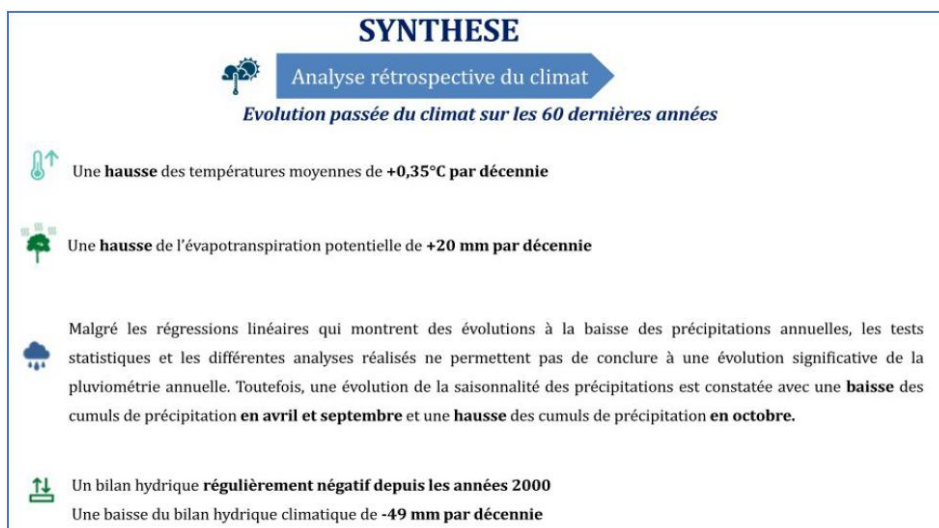 SYNTHESE
Analyse rétrospective du climat
Evolution passée du climat sur les 60 dernières années
Une hausse des températures moyennes de +0,35°C par décennie
Une hausse de l'évapotranspiration potentielle de +20 mm par décennie
Malgré les régressions linéaires qui montrent des évolutions à la baisse des précipitations annuelles, les tests
statistiques et les différentes analyses réalisés ne permettent pas de conclure à une évolution significative de la
pluviométrie annuelle. Toutefois, une évolution de la saisonnalité des précipitations est constatée avec une baisse des
cumuls de précipitation en avril et septembre et une hausse des cumuls de précipitation en octobre.
Un bilan hydrique régulièrement négatif depuis les années 2000
Une baisse du bilan hydrique climatique de -49 mm par décennie